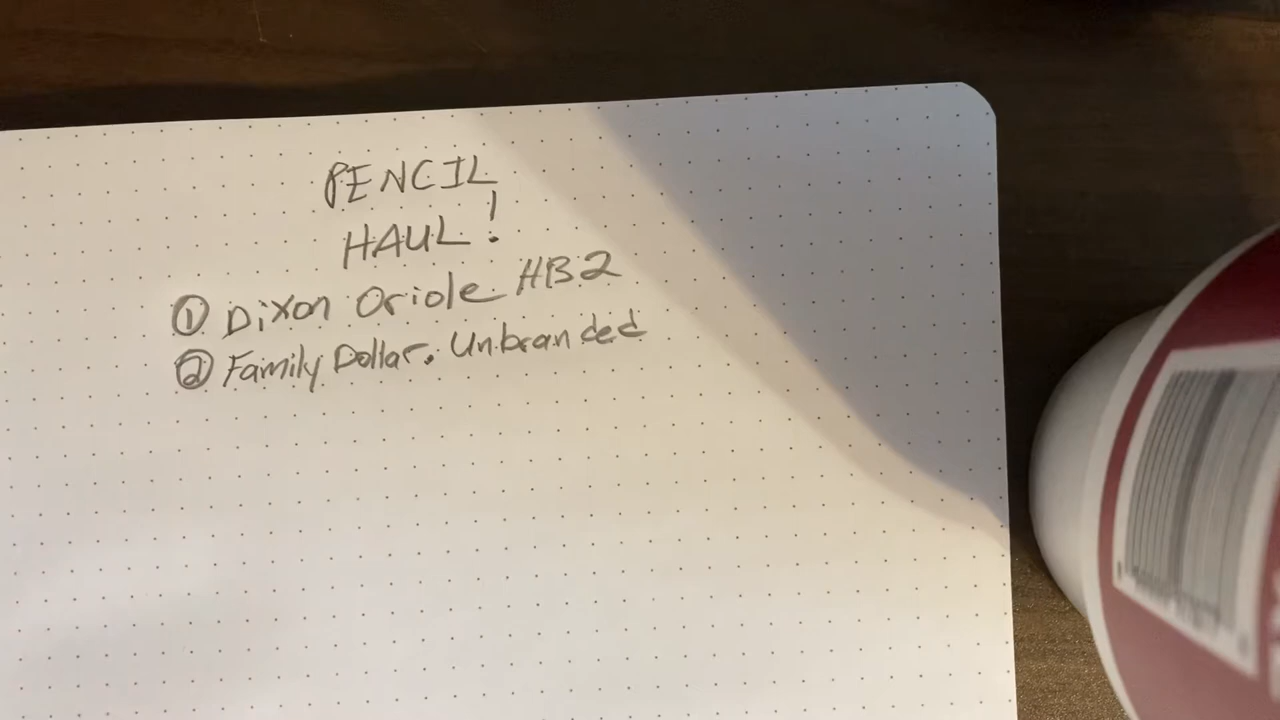 PENCIL
HAUL!
① Dixon Oriole HB2
② Family Dollar. Unbranded